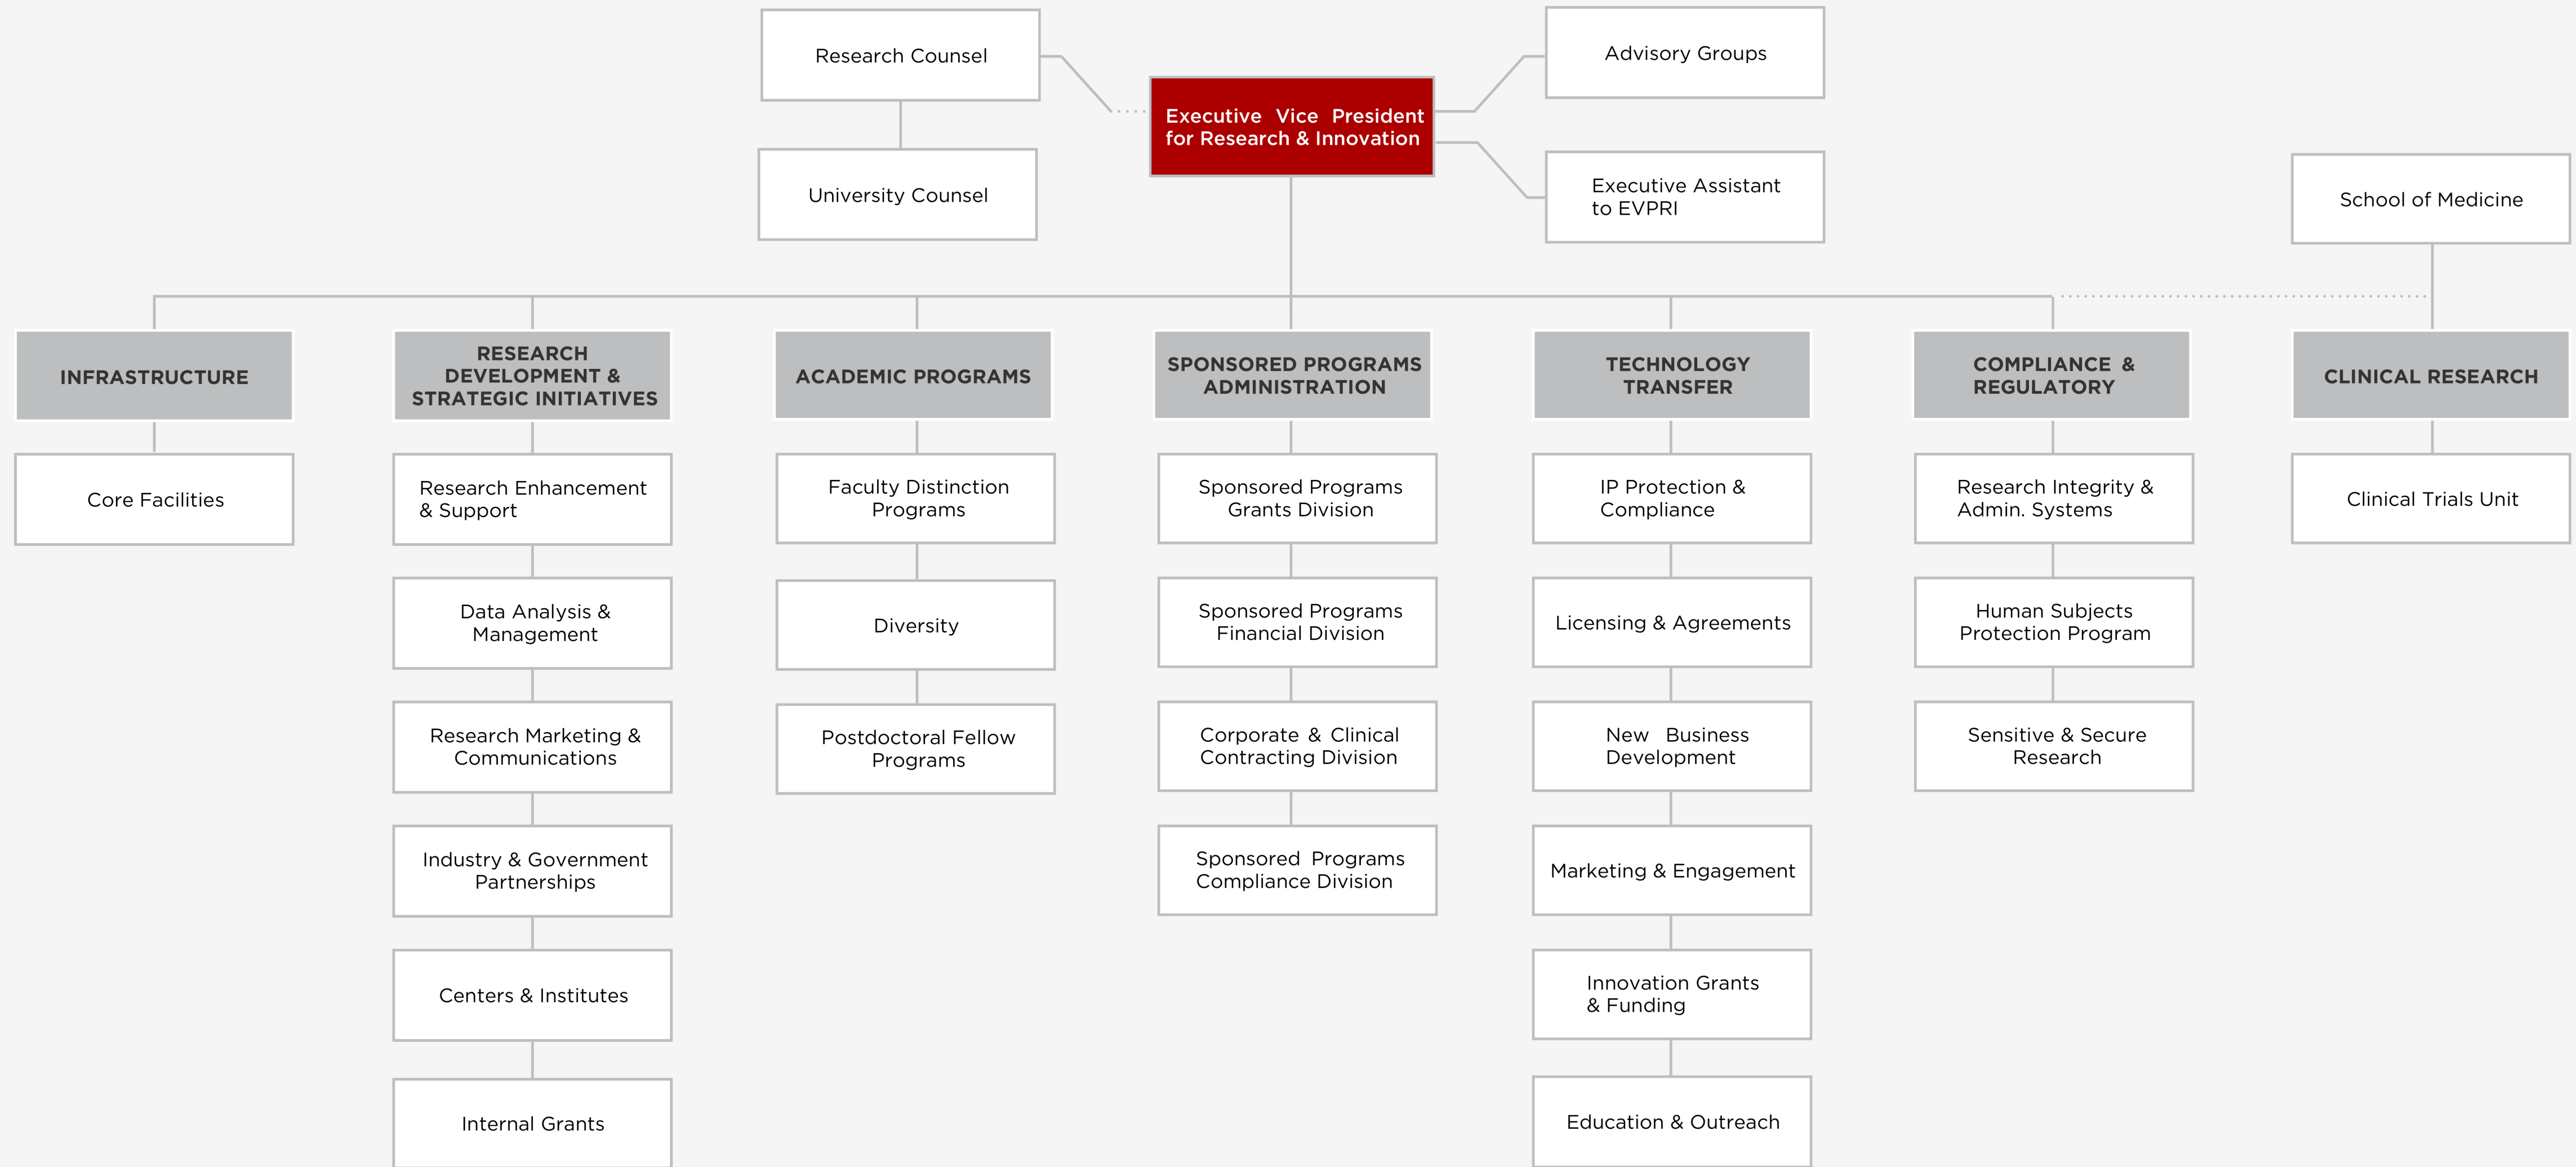 Research Counsel
University Counsel
Executive Vice President
for Research & Innovation
Advisory Groups
Executive Assistant
to EVPRI
School of Medicine
INFRASTRUCTURE
Core Facilities
RESEARCH
DEVELOPMENT &
STRATEGIC INITIATIVES
Research Enhancement
& Support
Data Analysis &
Management
Research Marketing &
Communications
Industry & Government
Partnerships
Centers & Institutes
Internal Grants
ACADEMIC PROGRAMS
Faculty Distinction
Programs
Diversity
Postdoctoral Fellow
Programs
SPONSORED PROGRAMS
ADMINISTRATION
Sponsored Programs
Grants Division
Sponsored Programs
Financial Division
Corporate & Clinical
Contracting Division
Sponsored Programs
Compliance Division
TECHNOLOGY
TRANSFER
IP Protection &
Compliance
Licensing & Agreements
New Business
Development
Marketing & Engagement
Innovation Grants
& Funding
Education & Outreach
COMPLIANCE &
REGULATORY
Research Integrity &
Admin. Systems
Human Subjects
Protection Program
Sensitive & Secure
Research
CLINICAL RESEARCH
Clinical Trials Unit